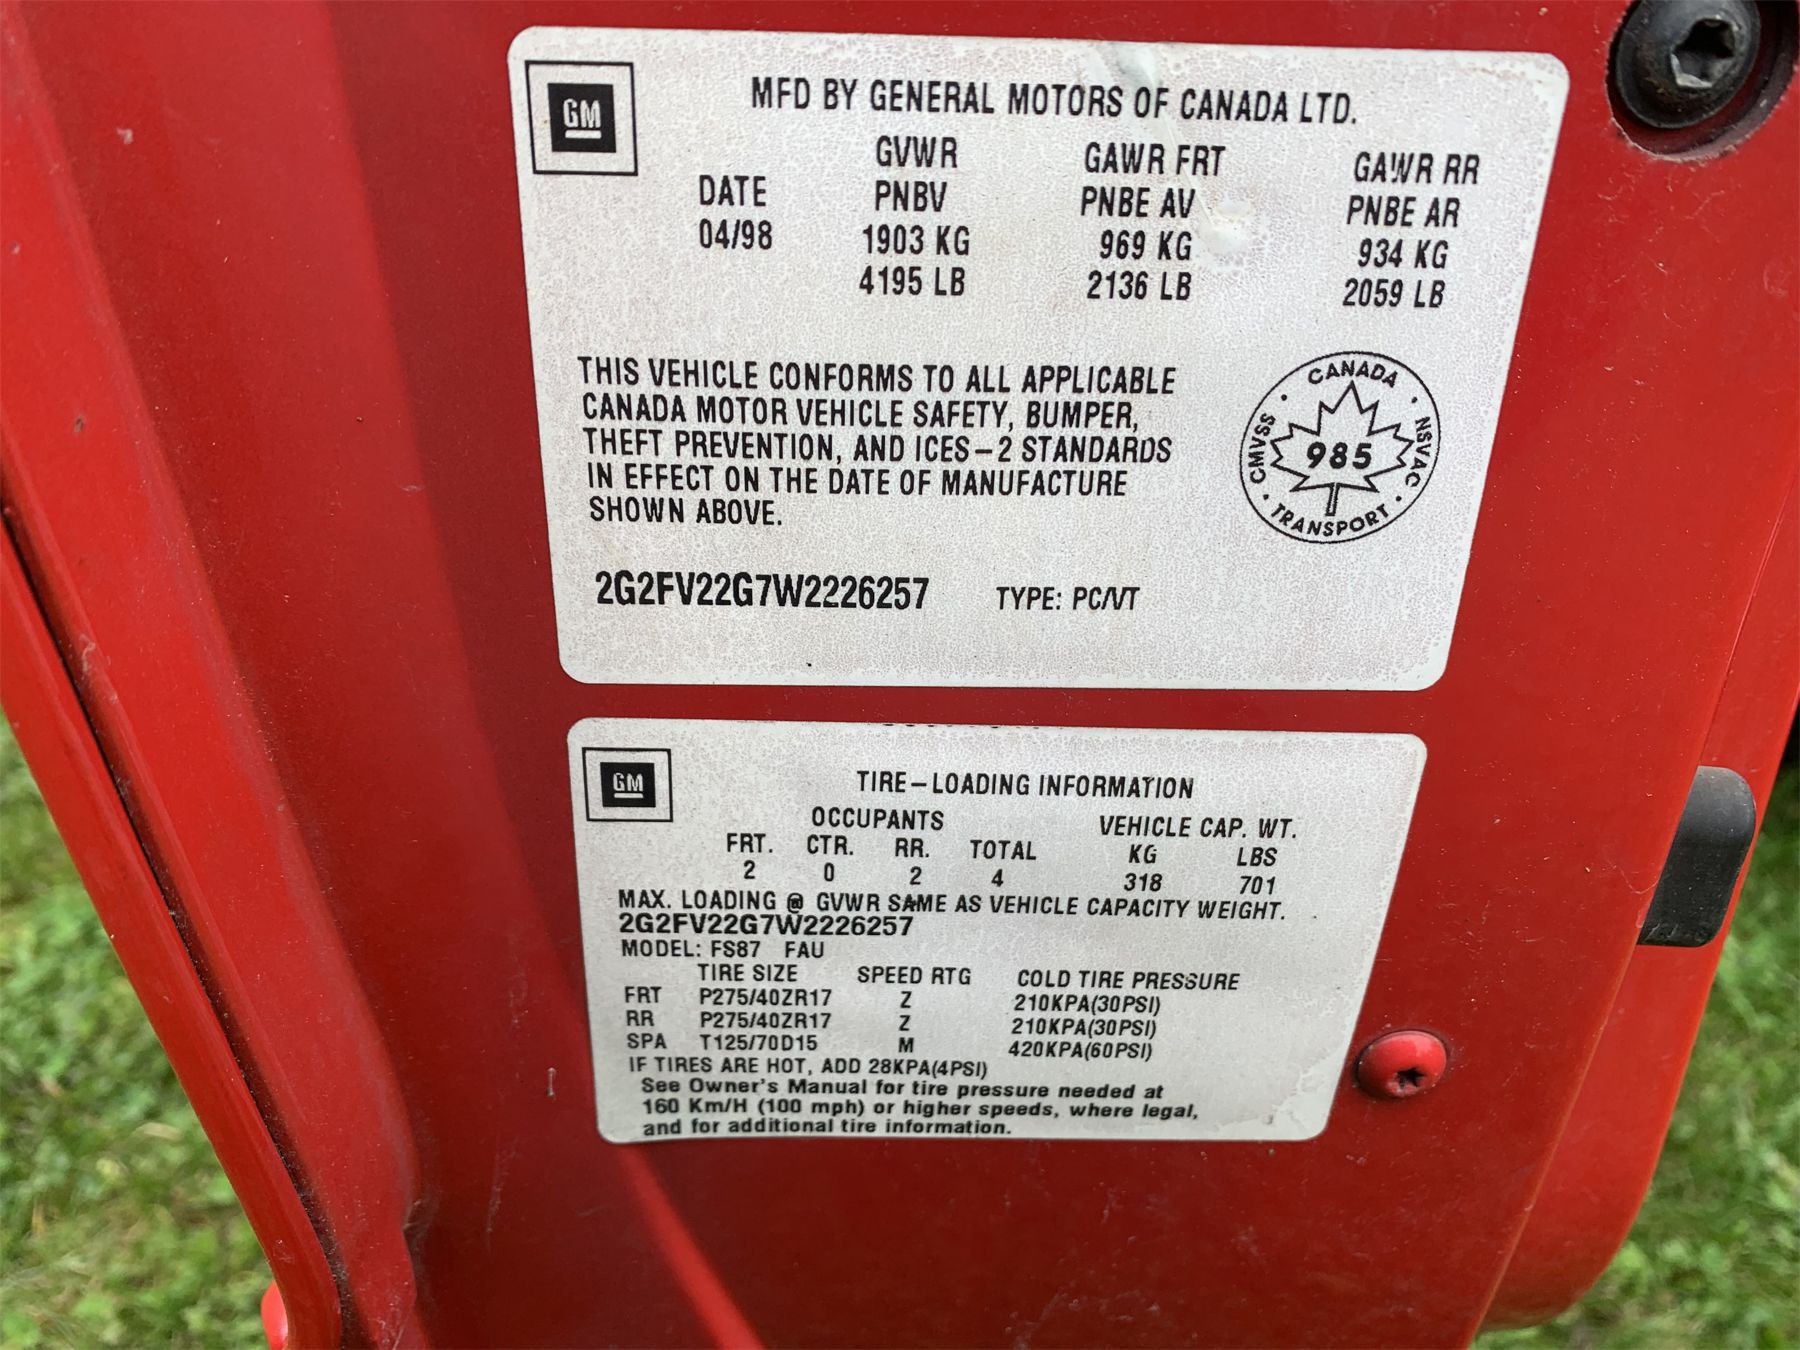 GM
MFD BY GENERAL MOTORS OF CANADA LTD.
DATE GVWR GAWR FRT GAWR RR
PNBV PNBE AV PNBE AR
04/98 1903 KG 969 KG 934 KG
4195 LB 2136 LB 2059 LB
THIS VEHICLE CONFORMS TO ALL APPLICABLE
CANADA MOTOR VEHICLE SAFETY, BUMPER,
THEFT PREVENTION, AND ICES-2 STANDARDS
IN EFFECT ON THE DATE OF MANUFACTURE
SHOWN ABOVE.
CANADA
CMVSS 985 NSVAC
TRANSPORT
2G2FV22G7W2226257 TYPE: PC/VT
GM
TIRE-LOADING INFORMATION
OCCUPANTS VEHICLE CAP. WT.
FRT. CTR. RR. TOTAL KG LBS
2 0 2 4 318 701
MAX. LOADING @ GVWR SAME AS VEHICLE CAPACITY WEIGHT.
2G2FV22G7W2226257
MODEL: FS87 FAU
TIRE SIZE SPEED RTG COLD TIRE PRESSURE
FRT P275/40ZR17 Z 210KPA(30PSI)
RR P275/40ZR17 Z 210KPA(30PSI)
SPA T125/70D15 M 420KPA(60PSI)
IF TIRES ARE HOT, ADD 28KPA(4PSI)
See Owner's Manual for tire pressure needed at
160 Km/H (100 mph) or higher speeds, where legal,
and for additional tire information.